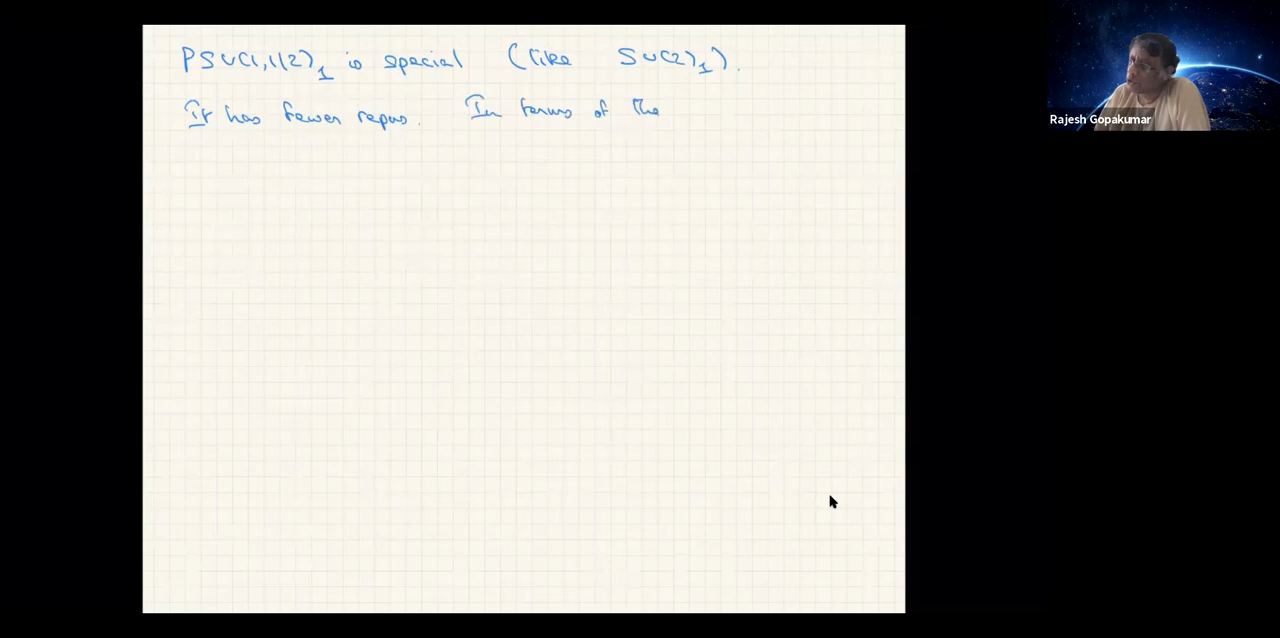 PSU(1,1|2)₁ is special (like SU(2)₁).
It has fewer repns. In terms of the
Rajesh Gopakumar